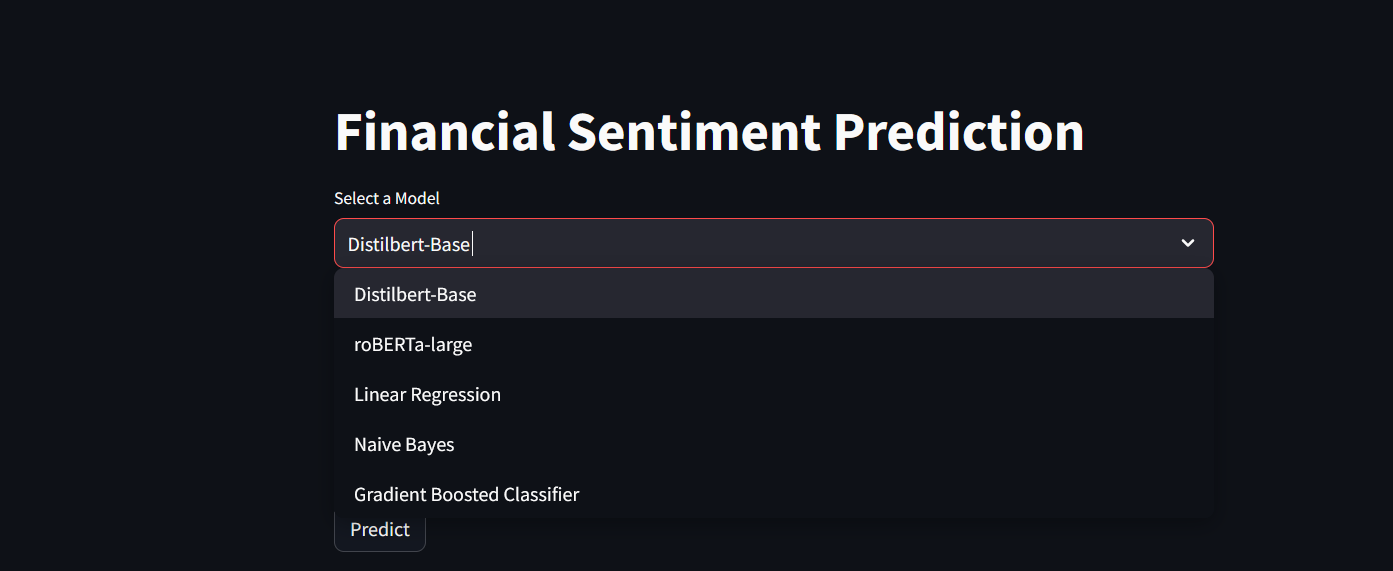 Financial Sentiment Prediction
Select a Model
Distilbert-Base
Distilbert-Base
roBERTa-large
Linear Regression
Naive Bayes
Gradient Boosted Classifier
Predict